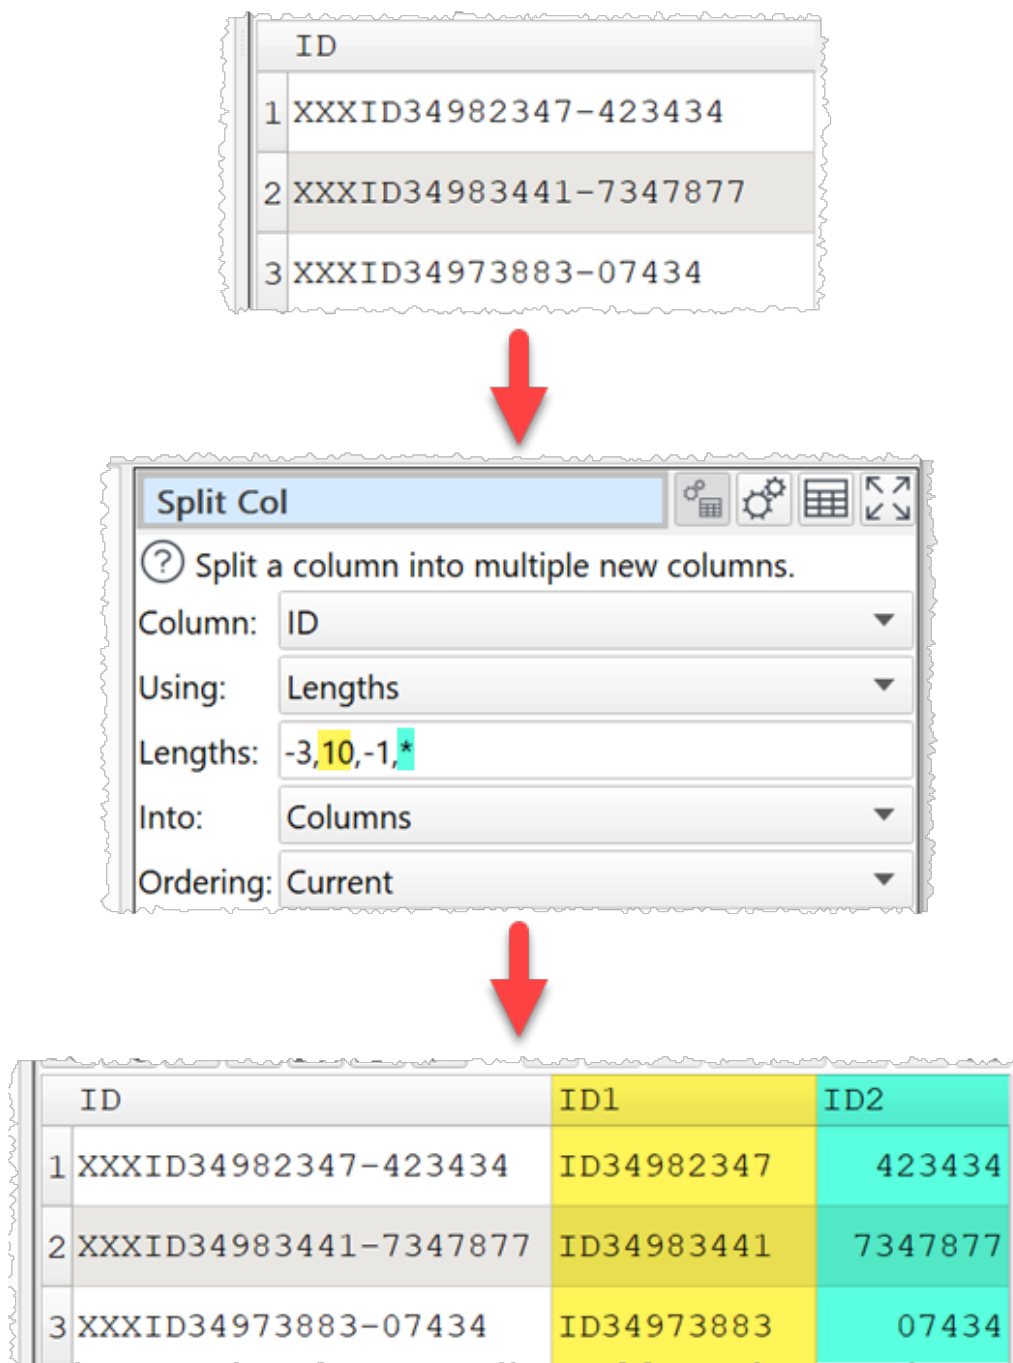 ID
1 XXXID34982347-423434
2 XXXID34983441-7347877
3 XXXID34973883-07434
Split Col
? Split a column into multiple new columns.
Column: ID
Using: Lengths
Lengths: -3,10,-1,*
Into: Columns
Ordering: Current
ID ID1 ID2
1 XXXID34982347-423434 ID34982347 423434
2 XXXID34983441-7347877 ID34983441 7347877
3 XXXID34973883-07434 ID34973883 07434